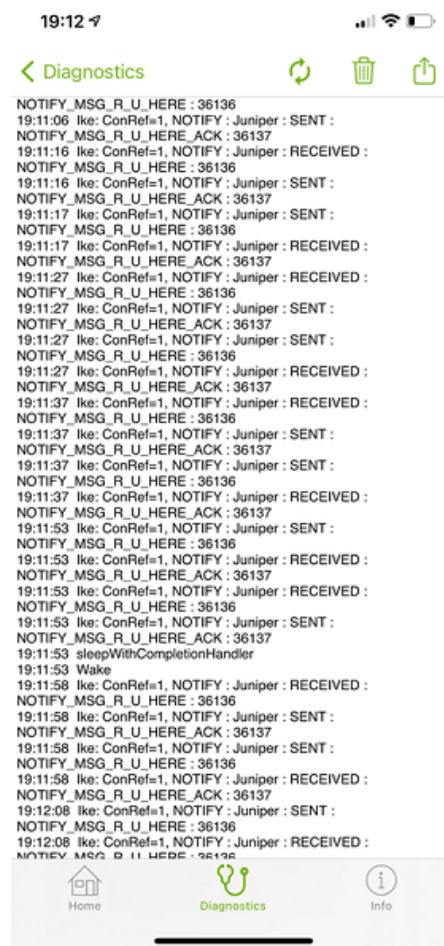 19:12
Diagnostics
NOTIFY_MSG_R_U_HERE : 36136
19:11:06 Ike: ConRef=1, NOTIFY : Juniper : SENT :
NOTIFY_MSG_R_U_HERE_ACK : 36137
19:11:16 Ike: ConRef=1, NOTIFY : Juniper : RECEIVED :
NOTIFY_MSG_R_U_HERE : 36136
19:11:16 Ike: ConRef=1, NOTIFY : Juniper : SENT :
NOTIFY_MSG_R_U_HERE_ACK : 36137
19:11:17 Ike: ConRef=1, NOTIFY : Juniper : SENT :
NOTIFY_MSG_R_U_HERE : 36136
19:11:17 Ike: ConRef=1, NOTIFY : Juniper : RECEIVED :
NOTIFY_MSG_R_U_HERE_ACK : 36137
19:11:27 Ike: ConRef=1, NOTIFY : Juniper : RECEIVED :
NOTIFY_MSG_R_U_HERE : 36136
19:11:27 Ike: ConRef=1, NOTIFY : Juniper : SENT :
NOTIFY_MSG_R_U_HERE_ACK : 36137
19:11:27 Ike: ConRef=1, NOTIFY : Juniper : SENT :
NOTIFY_MSG_R_U_HERE : 36136
19:11:27 Ike: ConRef=1, NOTIFY : Juniper : RECEIVED :
NOTIFY_MSG_R_U_HERE_ACK : 36137
19:11:37 Ike: ConRef=1, NOTIFY : Juniper : RECEIVED :
NOTIFY_MSG_R_U_HERE : 36136
19:11:37 Ike: ConRef=1, NOTIFY : Juniper : SENT :
NOTIFY_MSG_R_U_HERE_ACK : 36137
19:11:37 Ike: ConRef=1, NOTIFY : Juniper : SENT :
NOTIFY_MSG_R_U_HERE : 36136
19:11:37 Ike: ConRef=1, NOTIFY : Juniper : RECEIVED :
NOTIFY_MSG_R_U_HERE_ACK : 36137
19:11:53 Ike: ConRef=1, NOTIFY : Juniper : SENT :
NOTIFY_MSG_R_U_HERE : 36136
19:11:53 Ike: ConRef=1, NOTIFY : Juniper : RECEIVED :
NOTIFY_MSG_R_U_HERE_ACK : 36137
19:11:53 Ike: ConRef=1, NOTIFY : Juniper : RECEIVED :
NOTIFY_MSG_R_U_HERE : 36136
19:11:53 Ike: ConRef=1, NOTIFY : Juniper : SENT :
NOTIFY_MSG_R_U_HERE_ACK : 36137
19:11:53 sleepWithCompletionHandler
19:11:53 Wake
19:11:58 Ike: ConRef=1, NOTIFY : Juniper : RECEIVED :
NOTIFY_MSG_R_U_HERE : 36136
19:11:58 Ike: ConRef=1, NOTIFY : Juniper : SENT :
NOTIFY_MSG_R_U_HERE_ACK : 36137
19:11:58 Ike: ConRef=1, NOTIFY : Juniper : SENT :
NOTIFY_MSG_R_U_HERE : 36136
19:11:58 Ike: ConRef=1, NOTIFY : Juniper : RECEIVED :
NOTIFY_MSG_R_U_HERE_ACK : 36137
19:12:08 Ike: ConRef=1, NOTIFY : Juniper : SENT :
NOTIFY_MSG_R_U_HERE : 36136
19:12:08 Ike: ConRef=1, NOTIFY : Juniper : RECEIVED :
NOTIFY_MSG_R_U_HERE : 36136
Home Diagnostics Info